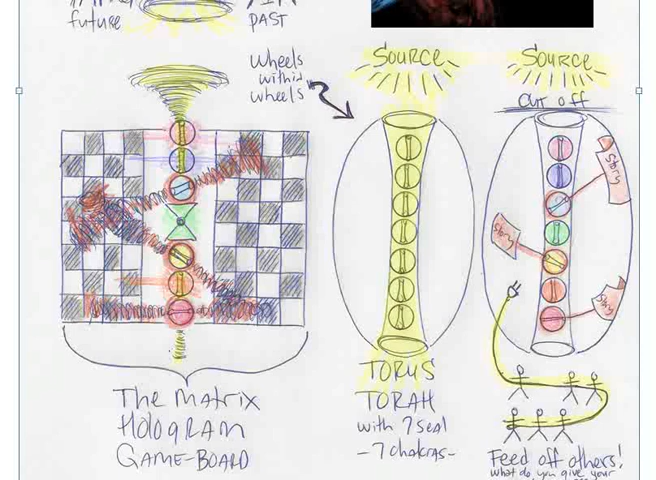 future
IN
PAST
Wheels
within
wheels
Source
Source
cut off
Story
Story
Story
The Matrix
Hologram
GAME-BOARD
TORUS
TORAH
with 7 seal
-7 chakras-
Feed off others!
what do you give your